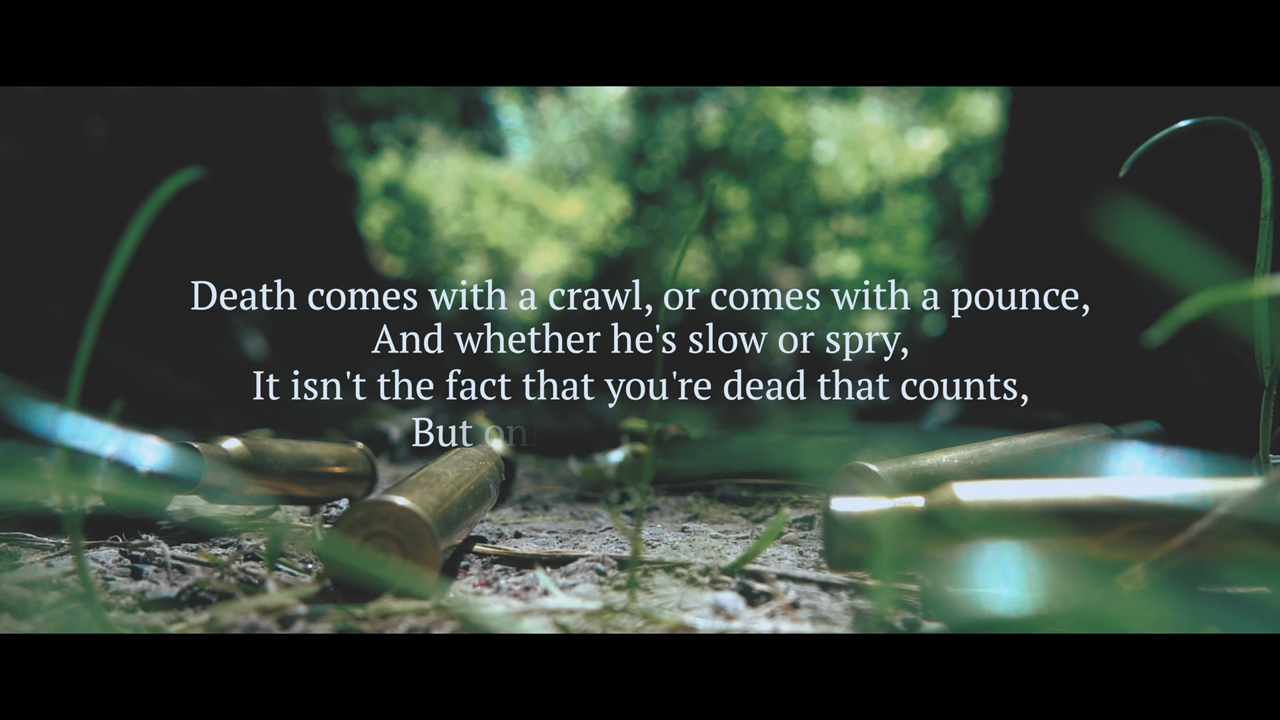 Death comes with a crawl, or comes with a pounce,
And whether he's slow or spry,
It isn't the fact that you're dead that counts,
But on